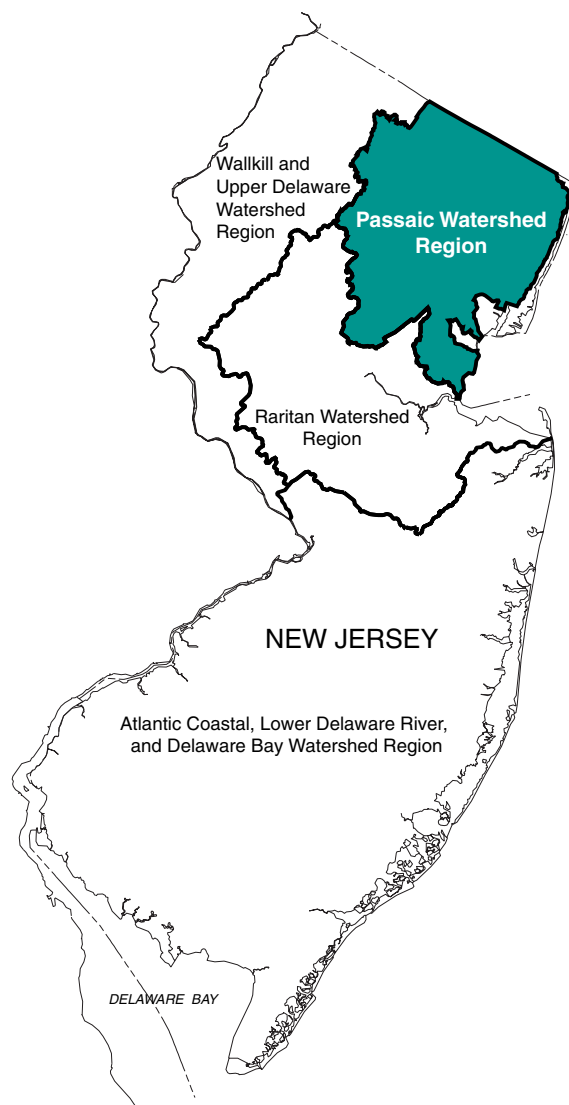 Wallkill and
Upper Delaware
Watershed
Region
Passaic Watershed
Region
Raritan Watershed
Region
NEW JERSEY
Atlantic Coastal, Lower Delaware River,
and Delaware Bay Watershed Region
DELAWARE BAY